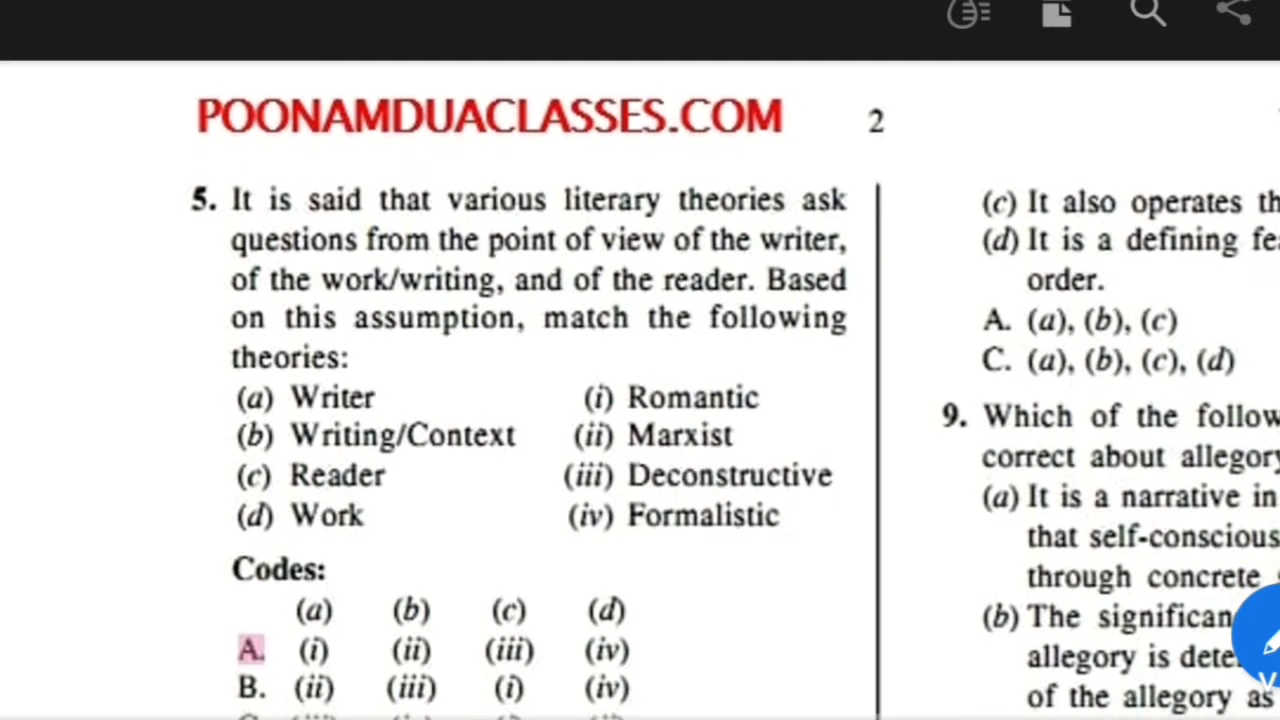 POONAMDUACLASSES.COM
2
5. It is said that various literary theories ask
questions from the point of view of the writer,
of the work/writing, and of the reader. Based
on this assumption, match the following
theories:
(a) Writer (i) Romantic
(b) Writing/Context (ii) Marxist
(c) Reader (iii) Deconstructive
(d) Work (iv) Formalistic
Codes:
(a) (b) (c) (d)
A. (i) (ii) (iii) (iv)
B. (ii) (iii) (i) (iv)
(c) It also operates
(d) It is a defining
order.
A. (a), (b), (c)
C. (a), (b), (c), (d)
9. Which of the
correct about allegory
(a) It is a narrative in
that
through concrete
(b) The
allegory is
of the allegory as